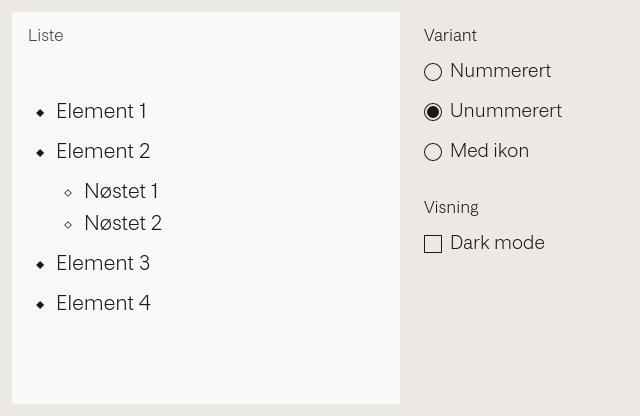 Liste
Element 1
Element 2
Nøstet 1
Nøstet 2
Element 3
Element 4
Variant
Nummerert
Unummerert
Med ikon
Visning
Dark mode